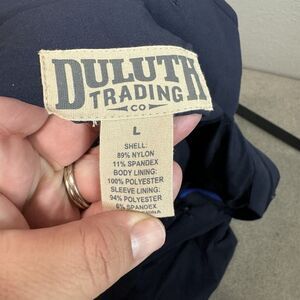 DULUTH
TRADING
CO
L
SHELL:
89% NYLON
11% SPANDEX
BODY LINING:
100% POLYESTER
SLEEVE LINING:
94% POLYESTER
6% SPANDEX